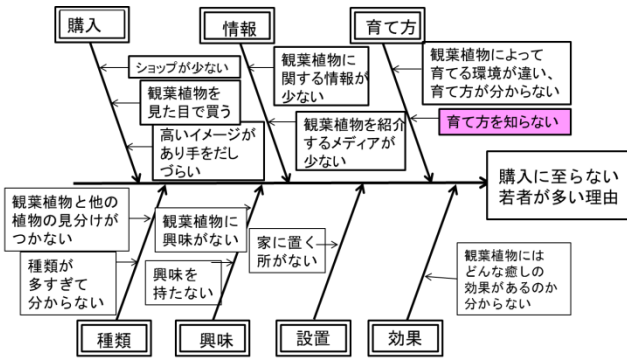 購入
情報
育て方
ショップが少ない
観葉植物を
見た目で買う
高いイメージが
あり手をだし
づらい
観葉植物に
関する情報が
少ない
観葉植物を紹介
するメディアが
少ない
観葉植物によって
育てる環境が違い、
育て方が分からない
育て方を知らない
購入に至らない
若者が多い理由
観葉植物と他の
植物の見分けが
つかない
種類が
多すぎて
分からない
観葉植物に
興味がない
興味を
持たない
家に置く
所がない
観葉植物には
どんな癒しの
効果があるのか
分からない
種類
興味
設置
効果